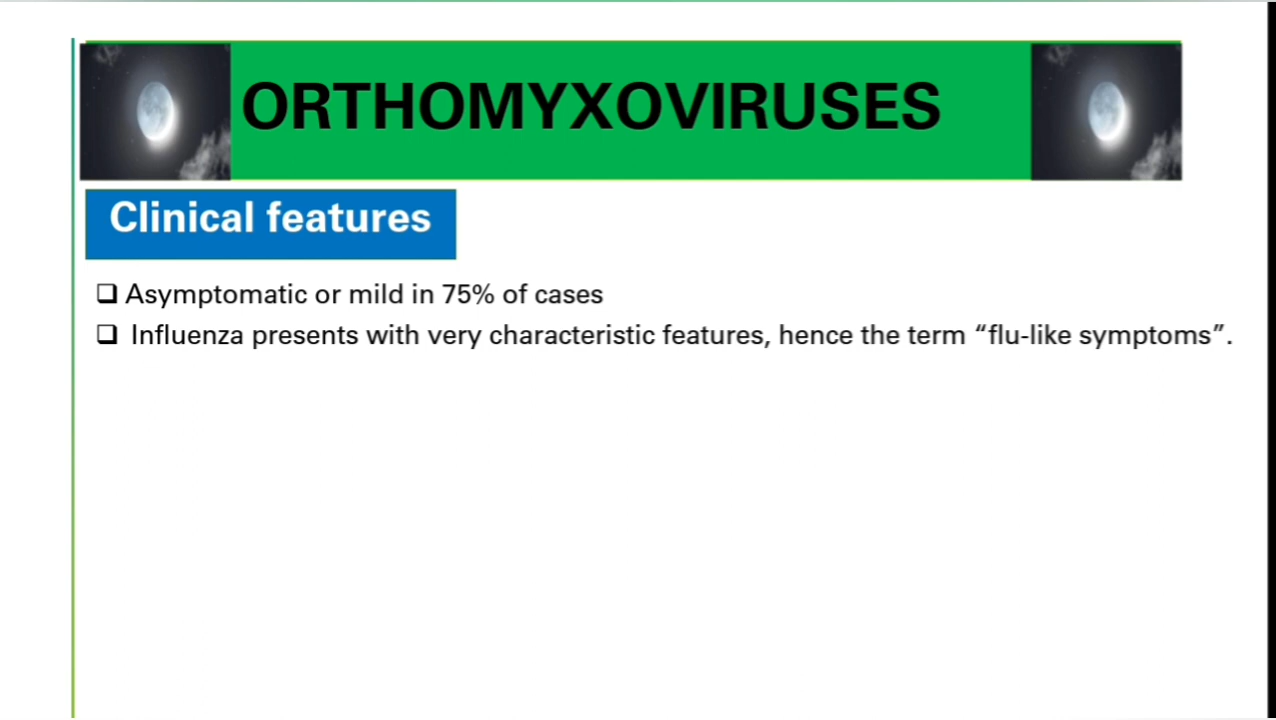 ORTHOMYXOVIRUSES
Clinical features
❑ Asymptomatic or mild in 75% of cases
❑ Influenza presents with very characteristic features, hence the term “flu-like symptoms”.